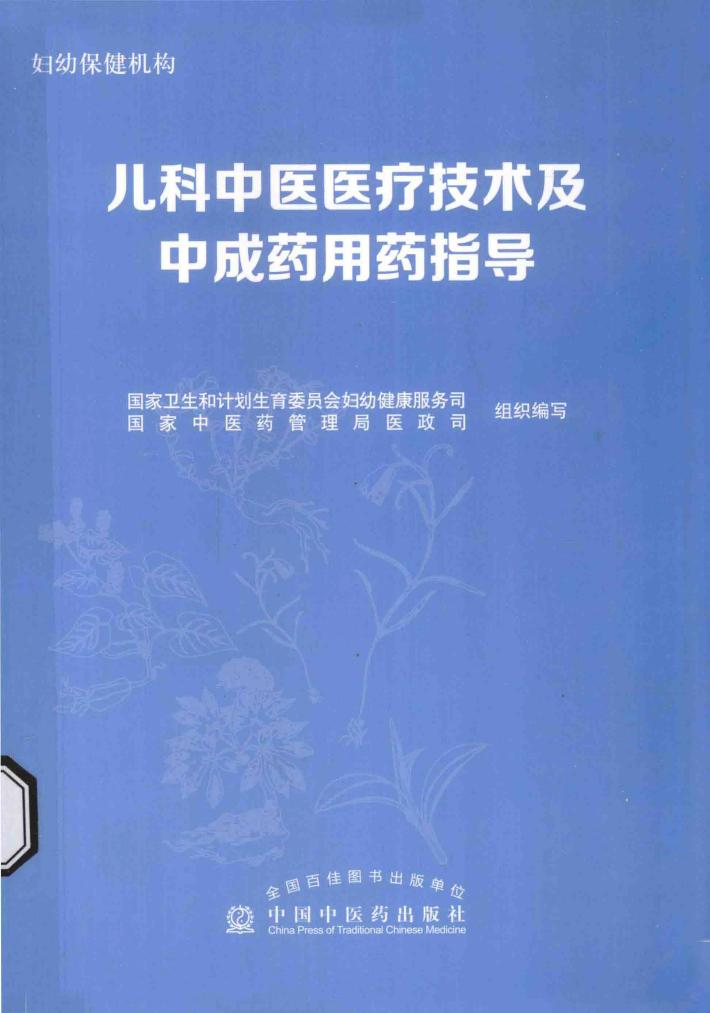 妇幼保健机构
儿科中医医疗技术及
中成药用药指导
国家卫生和计划生育委员会妇幼健康服务司
国家中医药管理局医政司
组织编写
全国百佳图书出版单位
中国中医药出版社
China Press of Traditional Chinese Medicine